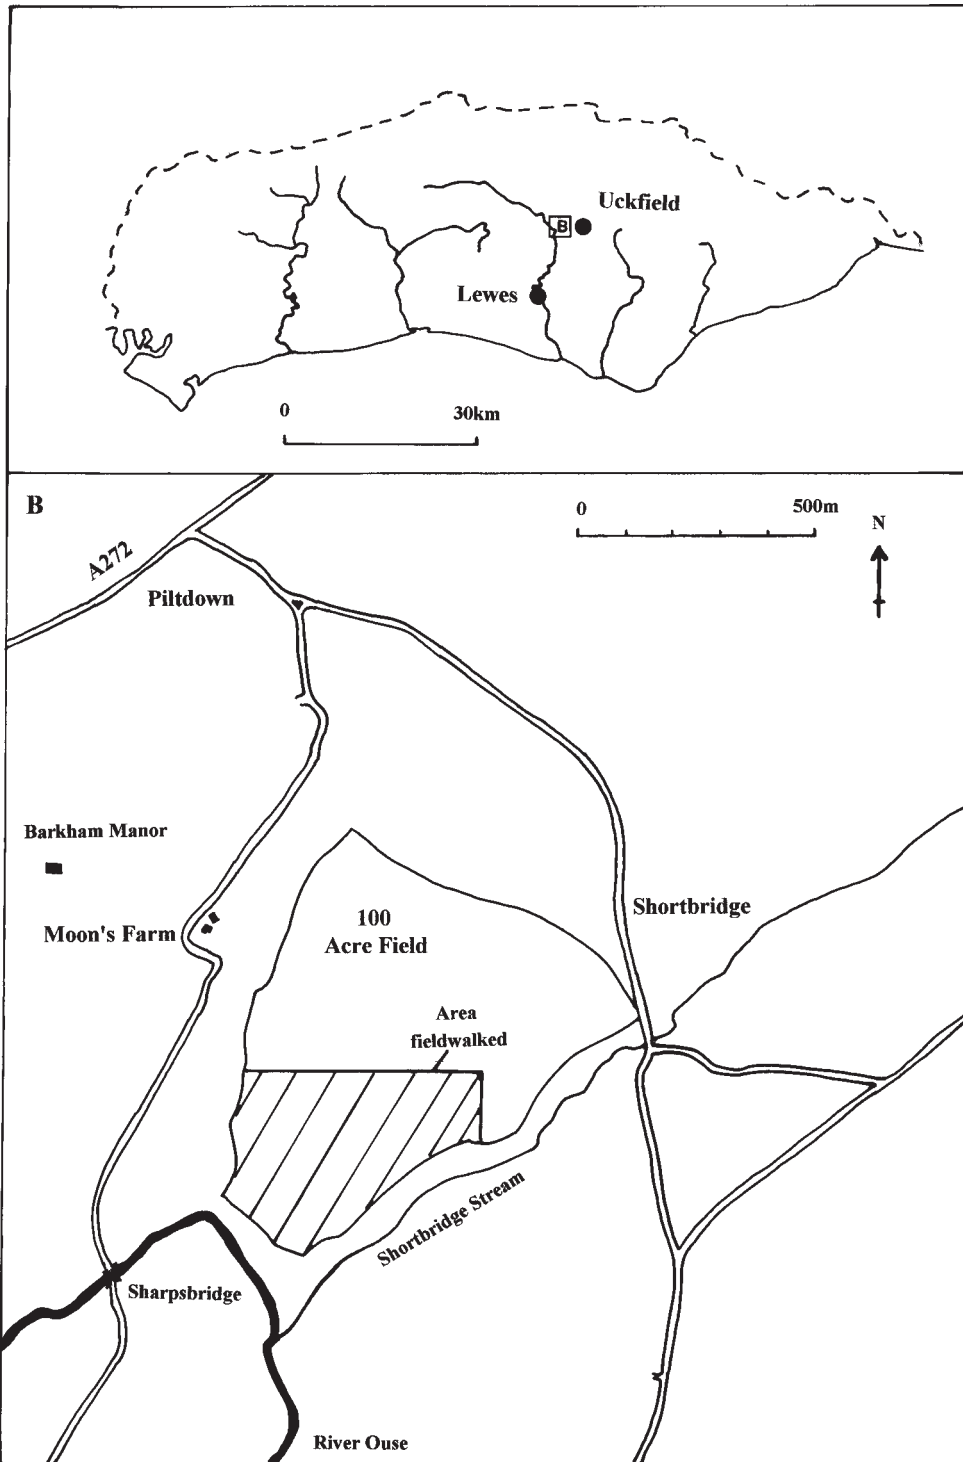 Uckfield
B
Lewes
0 30km
B
0 500m
N
A272
Piltdown
Barkham Manor
Shortbridge
Moon's Farm
100
Acre Field
Area
fieldwalked
Shortbridge Stream
Sharpsbridge
River Ouse